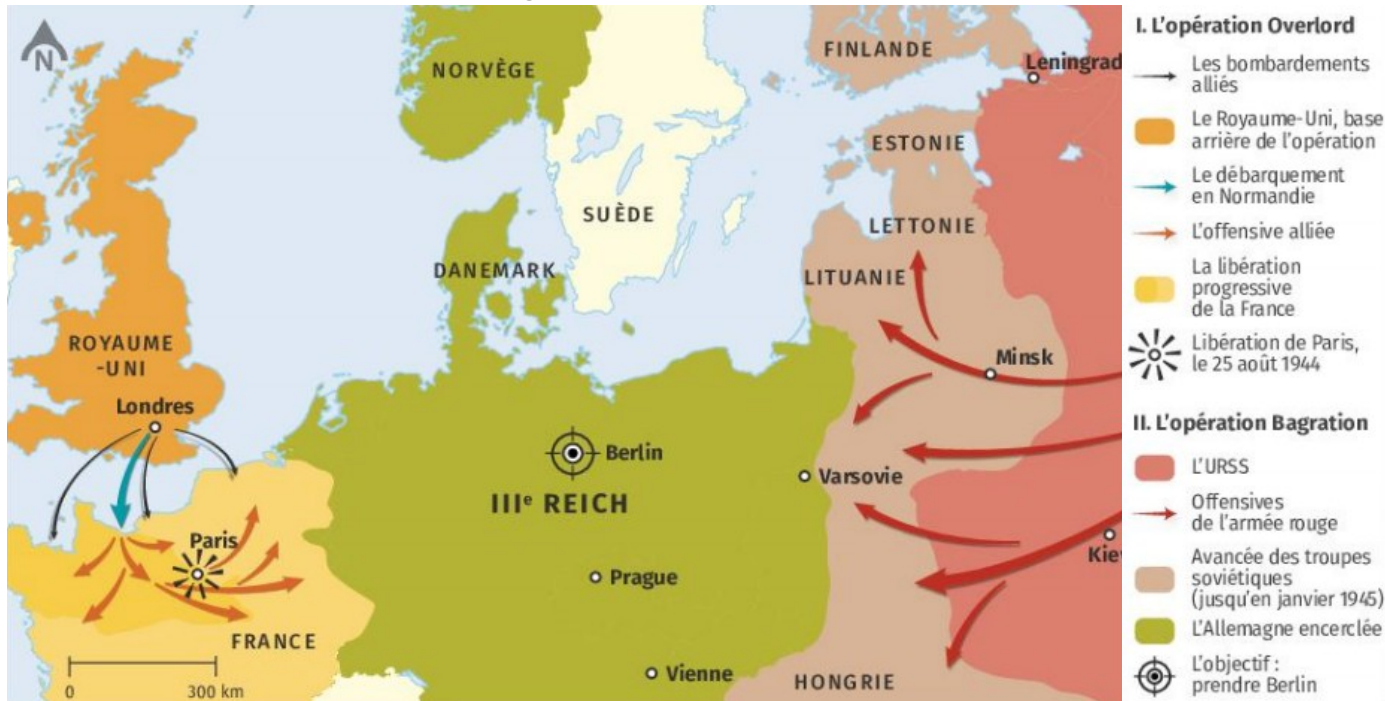 N
NORVÈGE
FINLANDE
Leningrad
ESTONIE
SUÈDE
LETTONIE
DANEMARK
LITUANIE
ROYAUME
-UNI
Minsk
Londres
Berlin
Varsovie
IIIe REICH
Paris
Kie
Prague
FRANCE
Vienne
HONGRIE
0 300 km
I. L'opération Overlord
Les bombardements
alliés
Le Royaume-Uni, base
arrière de l'opération
Le débarquement
en Normandie
L'offensive alliée
La libération
progressive
de la France
Libération de Paris,
le 25 août 1944
II. L'opération Bagration
L'URSS
Offensives
de l'armée rouge
Avancée des troupes
soviétiques
(jusqu'en janvier 1945)
L'Allemagne encerclée
L'objectif :
prendre Berlin